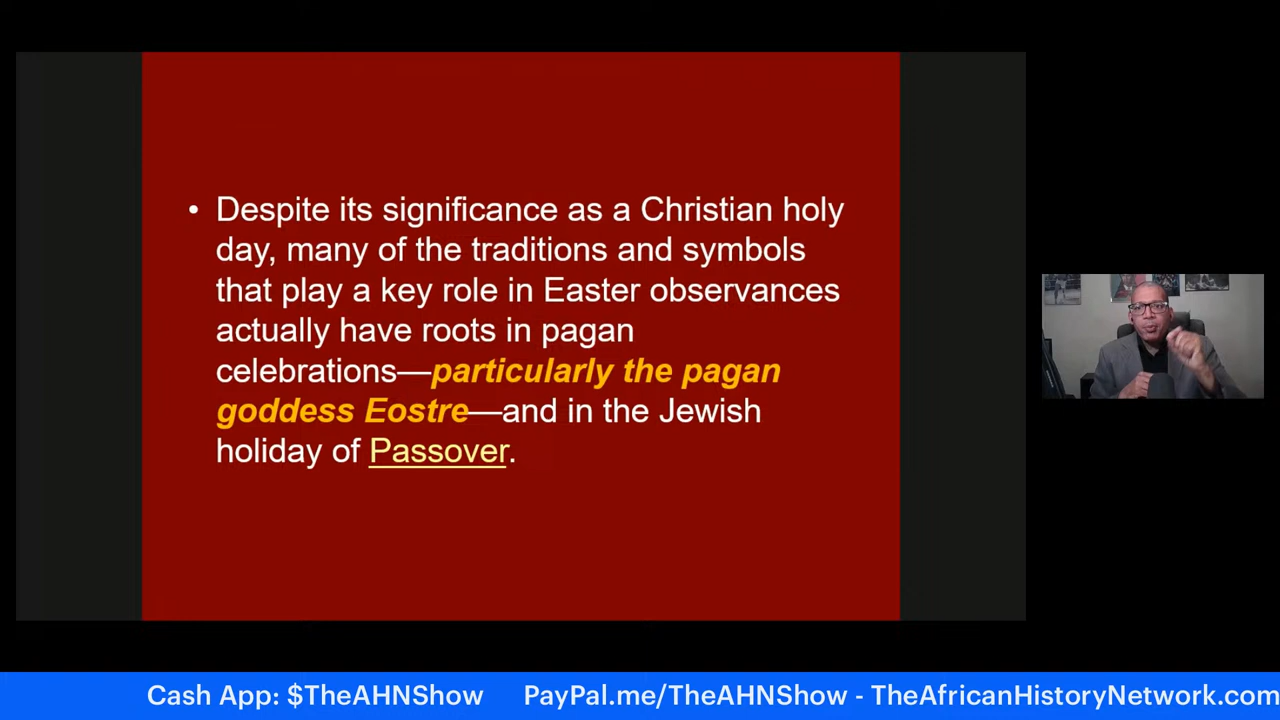 • Despite its significance as a Christian holy
day, many of the traditions and symbols
that play a key role in Easter observances
actually have roots in pagan
celebrations—particularly the pagan
goddess Eostre—and in the Jewish
holiday of Passover.
Cash App: $TheAHNShow PayPal.me/TheAHNShow - TheAfricanHistoryNetwork.com